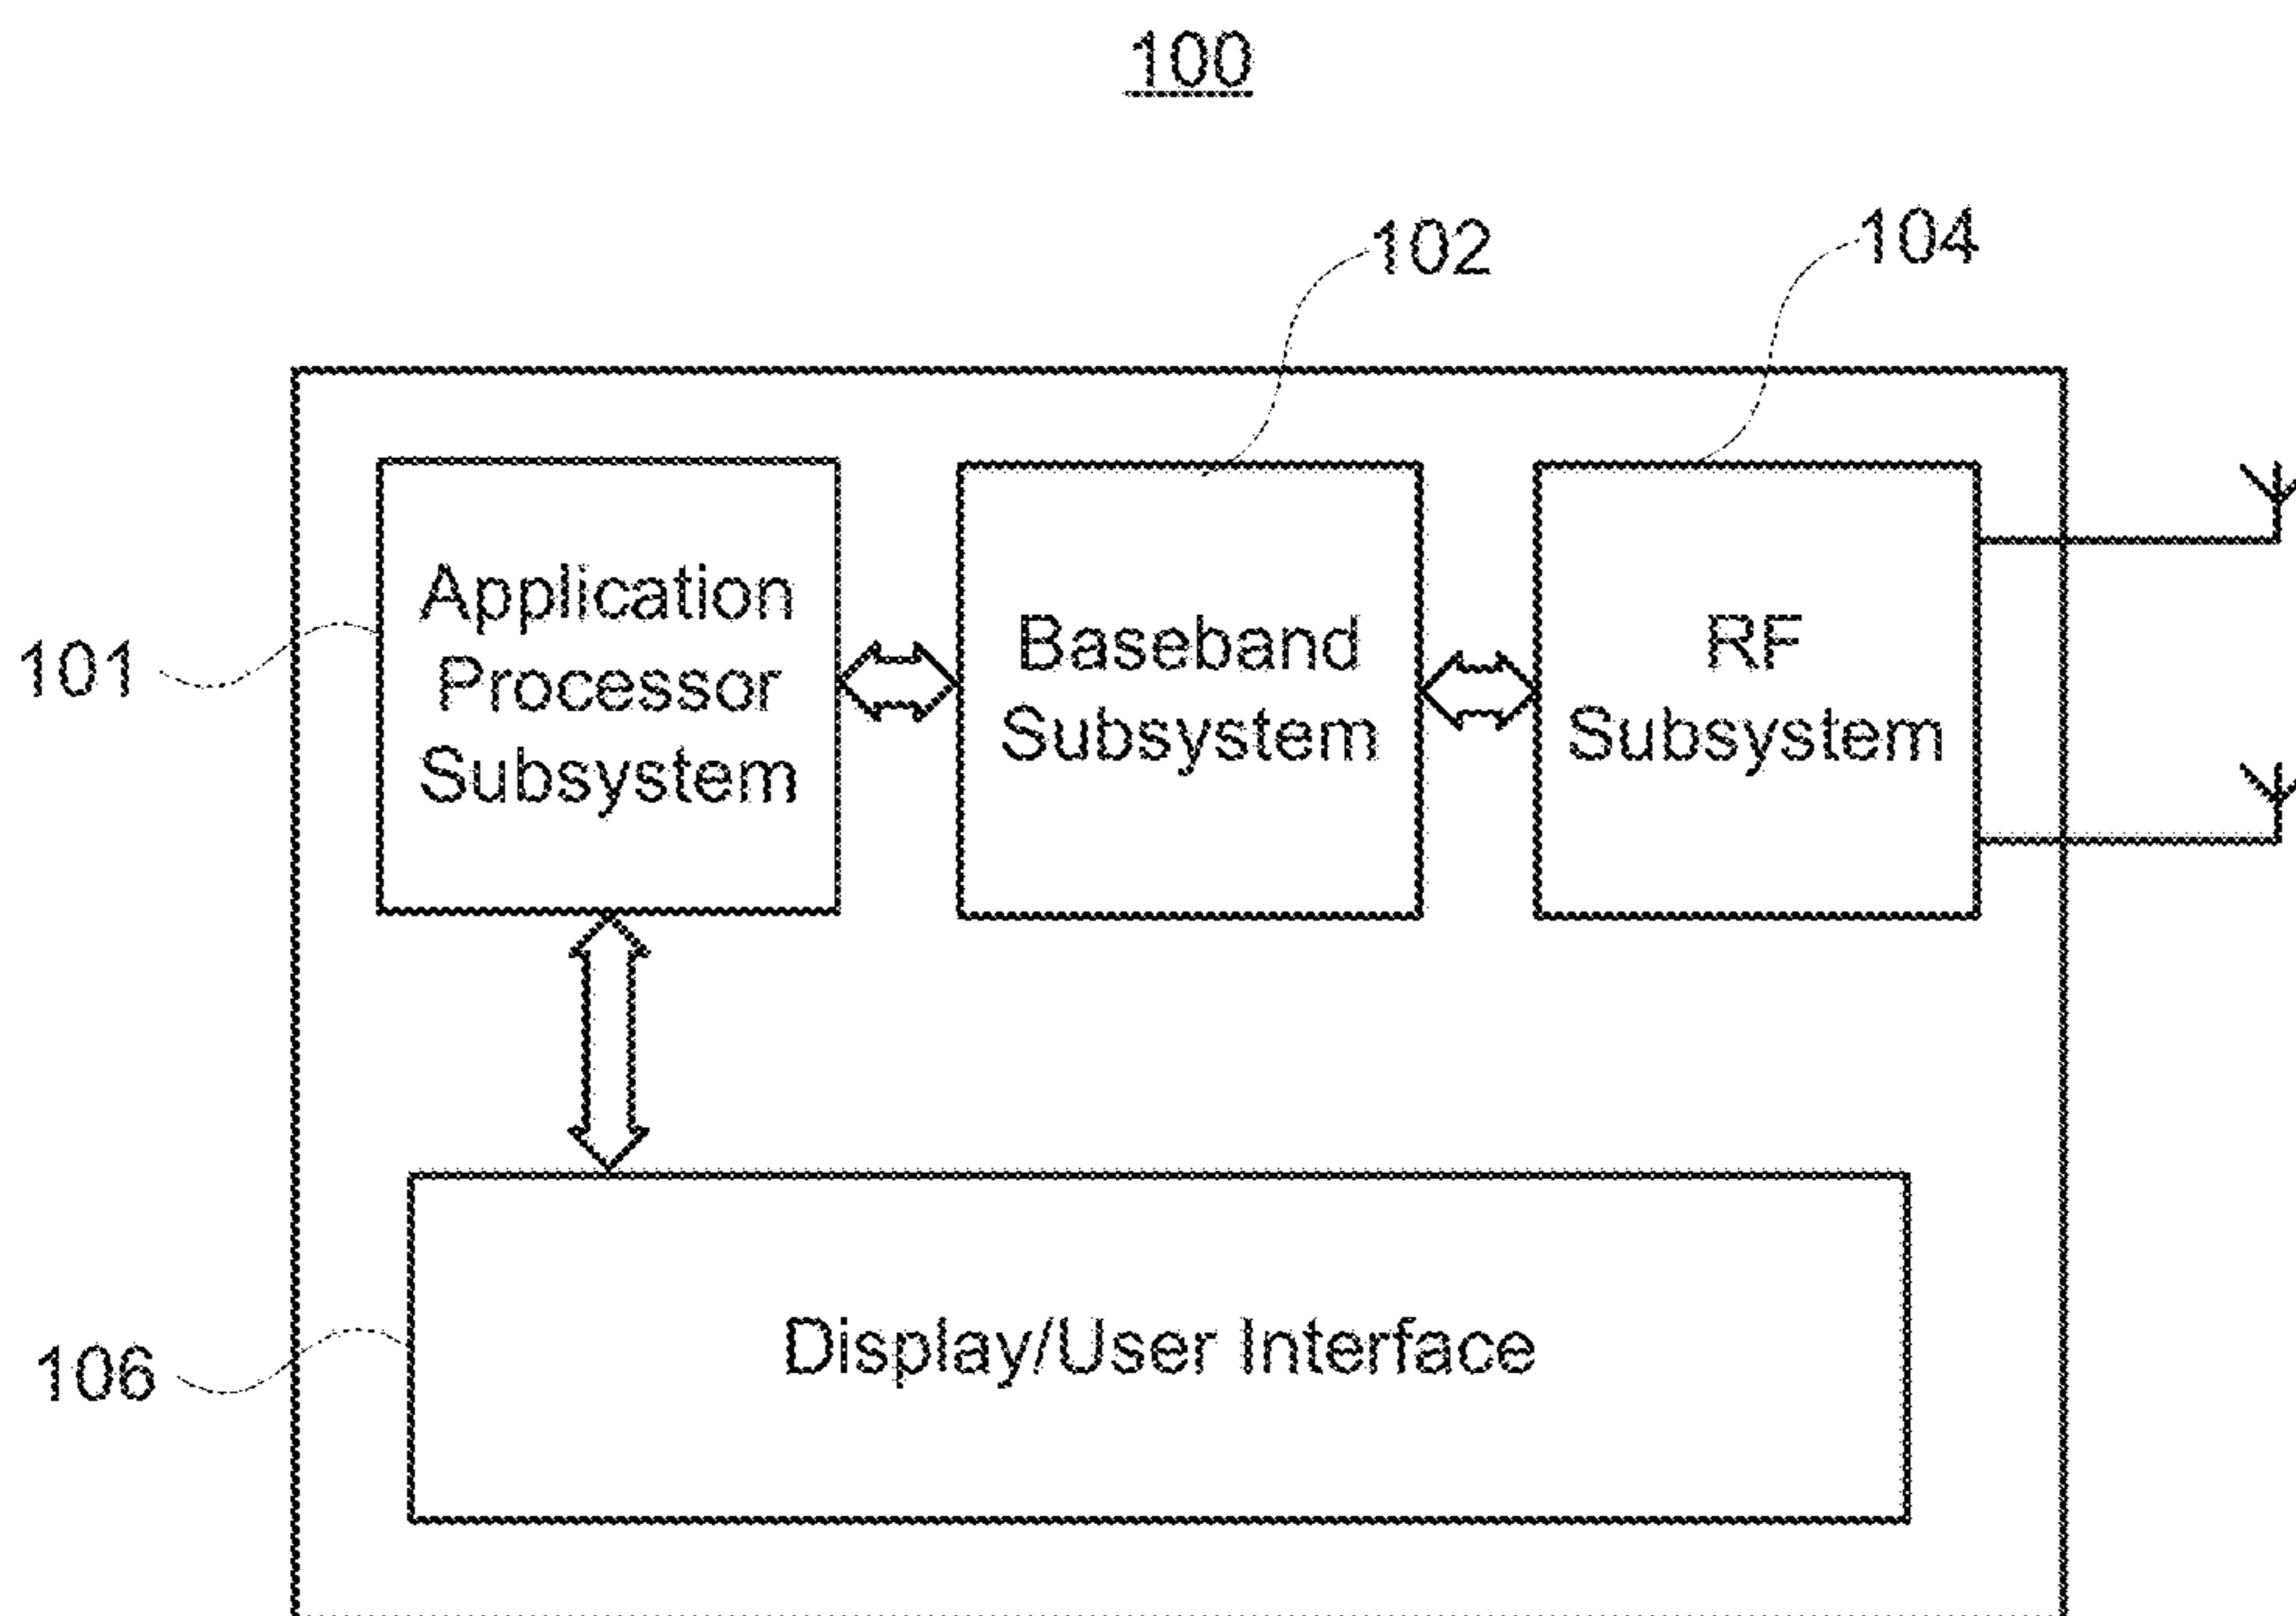 100
102
104
101
Application
Processor
Subsystem
Baseband
Subsystem
RF
Subsystem
106
Display/User Interface